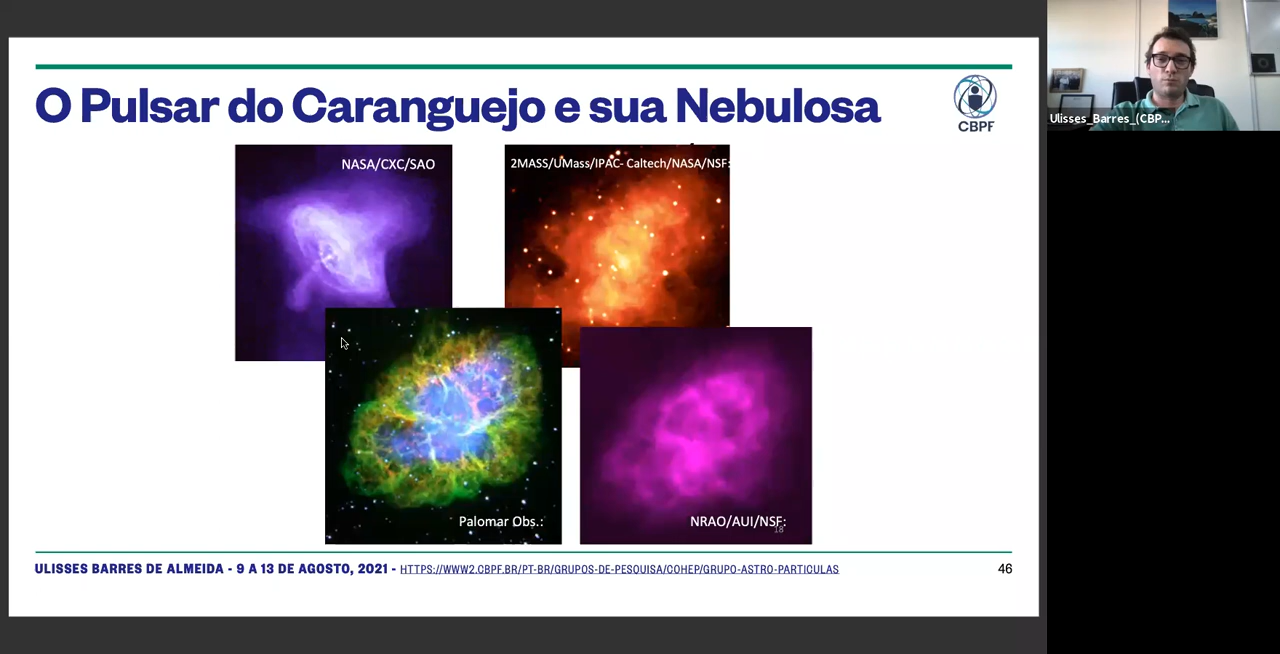 O Pulsar do Caranguejo e sua Nebulosa
CBPF
NASA/CXC/SAO
2MASS/UMass/IPAC- Caltech/NASA/NSF:
Palomar Obs.:
NRAO/AUI/NSF:
18
ULISSES BARRES DE ALMEIDA - 9 A 13 DE AGOSTO, 2021 - HTTPS://WWW2.CBPF.BR/PT-BR/GRUPOS-DE-PESQUISA/COHEP/GRUPO-ASTRO-PARTICULAS
46
Ulisses_Barres_(CBP...